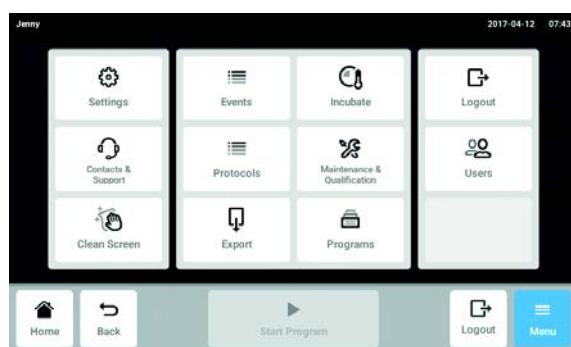 Jenny 2017-04-12 07:43
Settings Events Incubate Logout
Contacts &
Support
Protocols
Maintenance &
Qualification
Users
Clean Screen Export Programs
Home Back Start Program Logout Menu